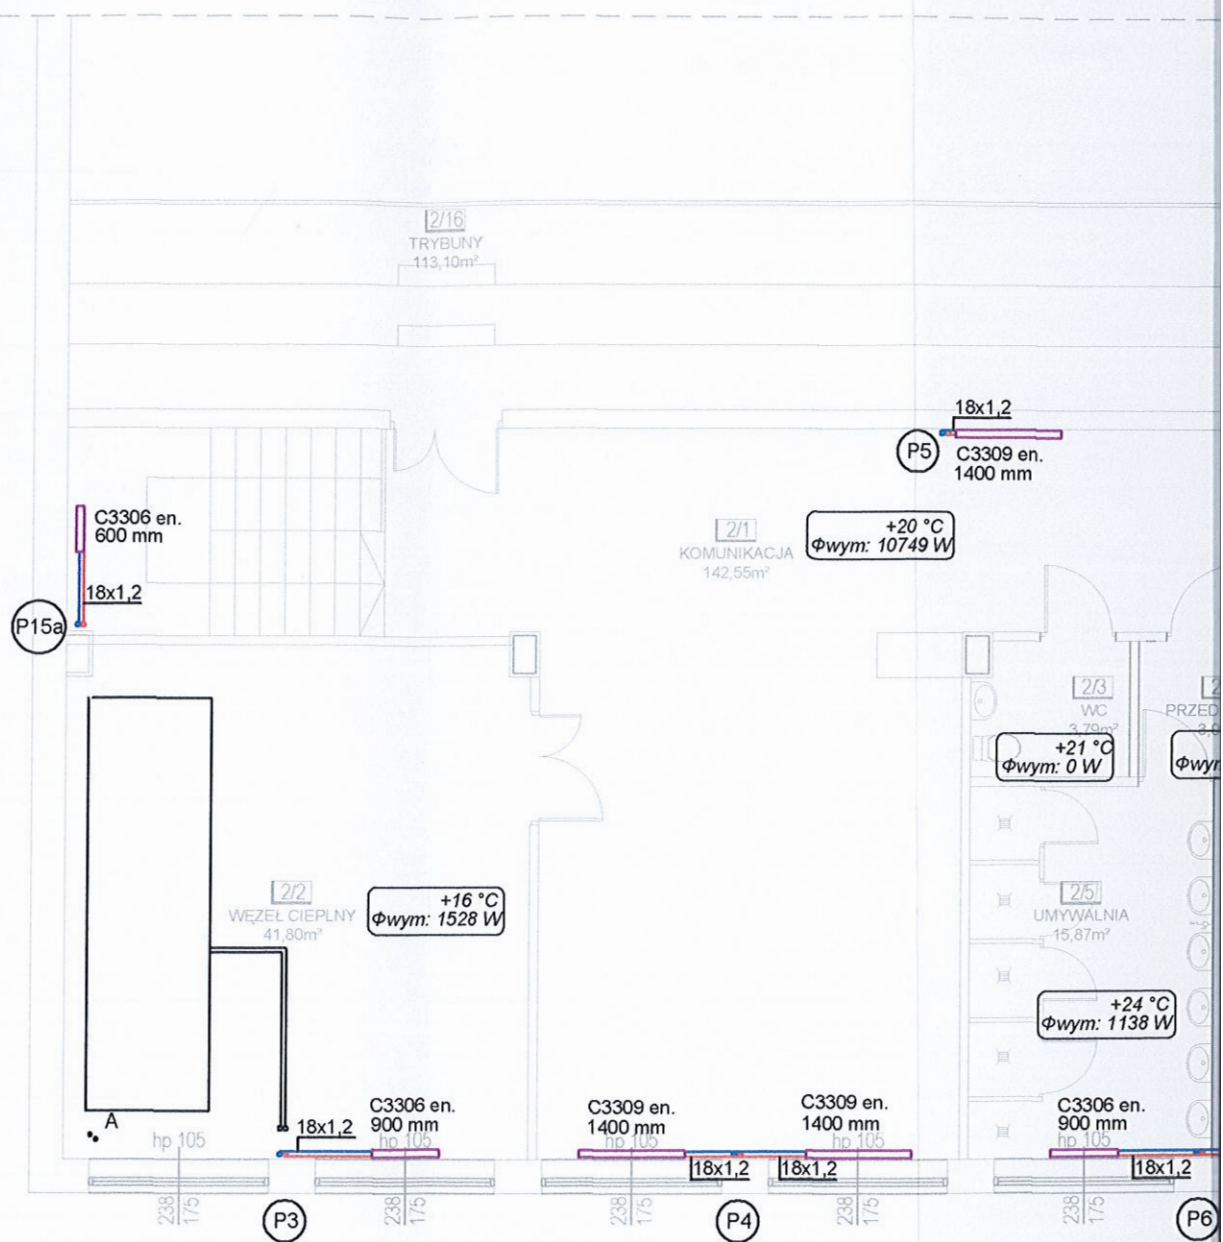 2/16
TRYBUNY
113,10m²
18x1,2
P5
C3309 en.
1400 mm
C3306 en.
600 mm
18x1,2
P15a
2/1
KOMUNIKACJA
142,55m²
+20 °C
Φwym: 10749 W
2/3
WC
3,79m²
+21 °C
Φwym: 0 W
2/2
WĘZEŁ CIEPLNY
41,80m²
+16 °C
Φwym: 1528 W
2/5
UMYWALNIA
15,87m²
+24 °C
Φwym: 1138 W
A
hp 105
18x1,2
C3306 en.
900 mm
hp 105
C3309 en.
1400 mm
hp 105
18x1,2
C3309 en.
1400 mm
hp 105
18x1,2
C3306 en.
900 mm
hp 105
18x1,2
238
175
P3
238
175
238
175
P4
238
175
238
175
P6